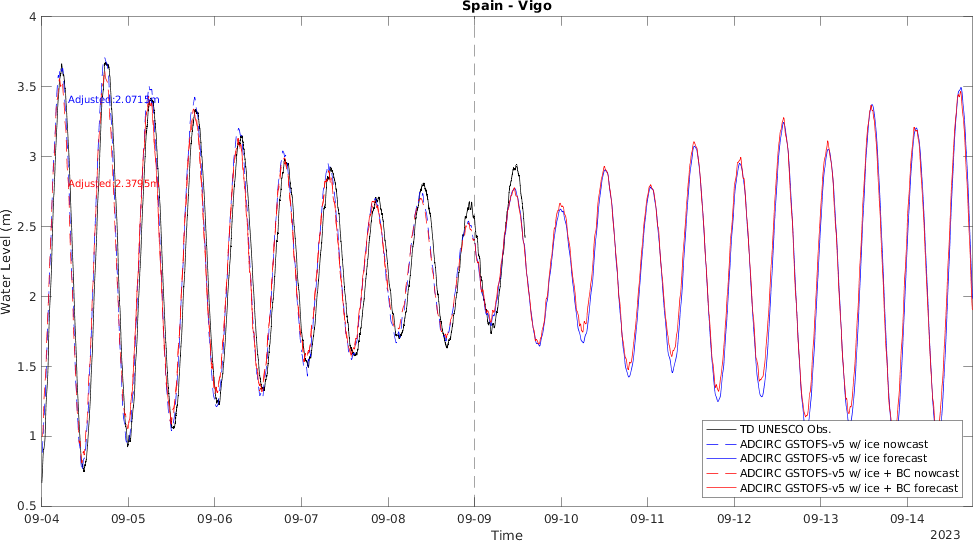 Spain - Vigo
4
3.5
3
2.5
2
1.5
1
0.5
Water Level (m)
Adjusted:2.0715m
Adjusted:2.3795m
TD UNESCO Obs.
ADCIRC GSTOFS-v5 w/ ice nowcast
ADCIRC GSTOFS-v5 w/ ice forecast
ADCIRC GSTOFS-v5 w/ ice + BC nowcast
ADCIRC GSTOFS-v5 w/ ice + BC forecast
09-04 09-05 09-06 09-07 09-08 09-09 09-10 09-11 09-12 09-13 09-14
Time
2023